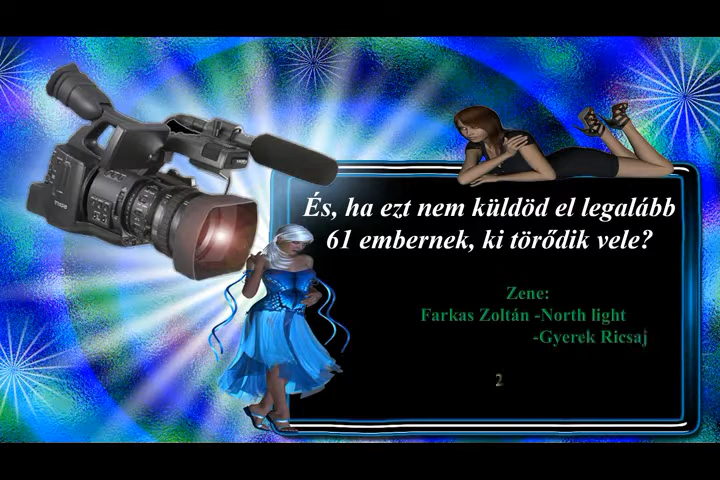 És, ha ezt nem küldöd el legalább
61 embernek, ki törődik vele?
Zene:
Farkas Zoltán -North light
-Gyerek Ricsaj
2